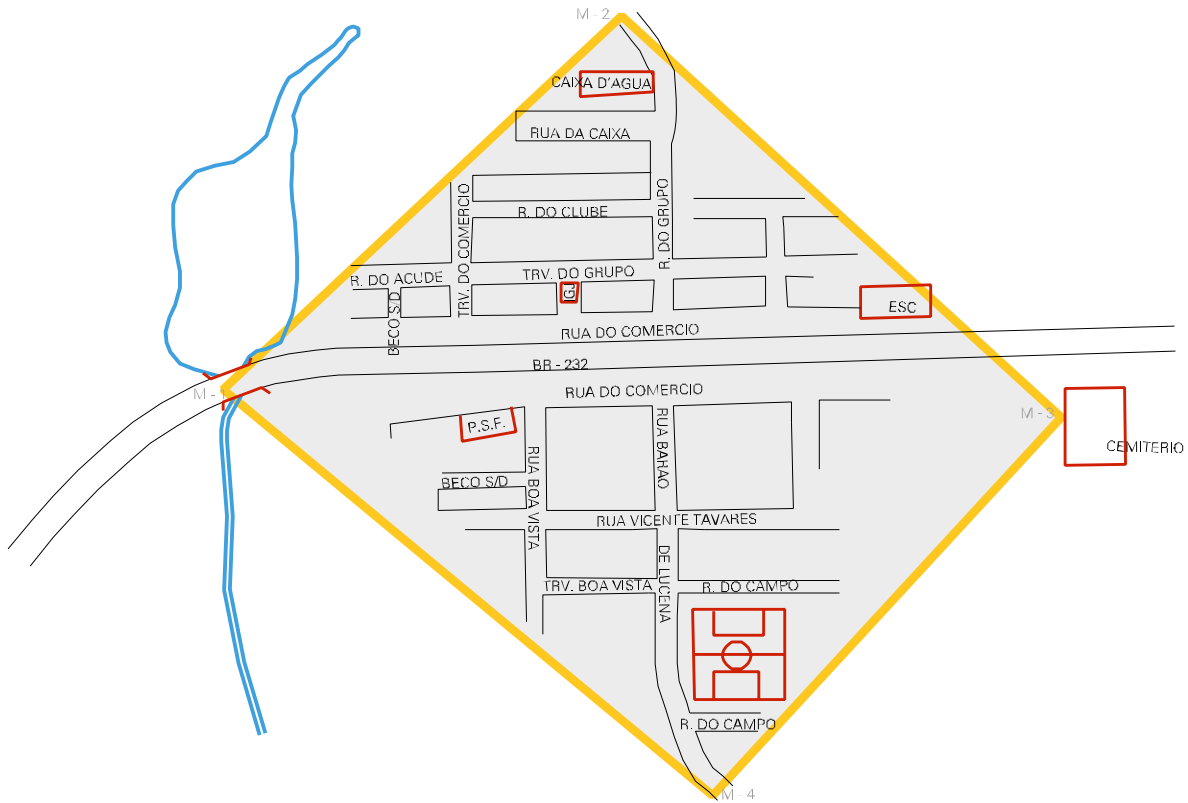 M - 2
CAIXA D'AGUA
RUA DA CAIXA
R. DO CLUBE
TRV. DO COMERCIO
R. DO GRUPO
R. DO ACUDE
TRV. DO GRUPO
BECO S/D
IGJ
ESC
RUA DO COMERCIO
BR - 232
RUA DO COMERCIO
M - 1
M - 3
P.S.F.
CEMITERIO
RUA BARAO
RUA BOA VISTA
BECO S/D
RUA VICENTE TAVARES
DE LUCENA
TRV. BOA VISTA
R. DO CAMPO
R. DO CAMPO
M - 4